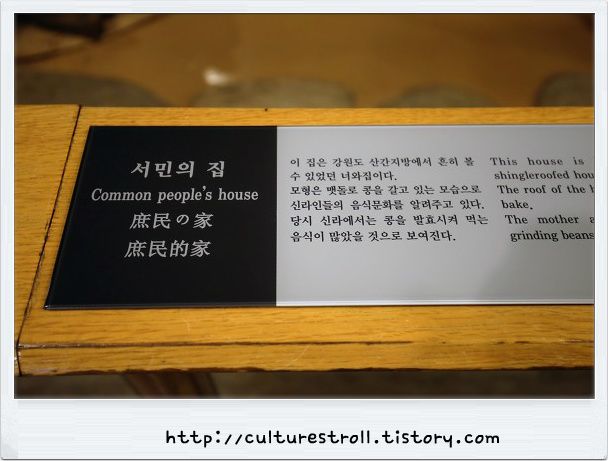 서민의 집
Common people's house
庶民の家
庶民的家
이 집은 강원도 산간지방에서 흔히 볼
수 있었던 너와집이다.
모형은 맷돌로 콩을 갈고 있는 모습으로
신라인들의 음식문화를 알려주고 있다.
당시 신라에서는 콩을 발효시켜 먹는
음식이 많았을 것으로 보여진다.
This house is
shingleroofed hou
The roof of the h
bake.
The mother a
grinding beans
http://culturestroll.tistory.com